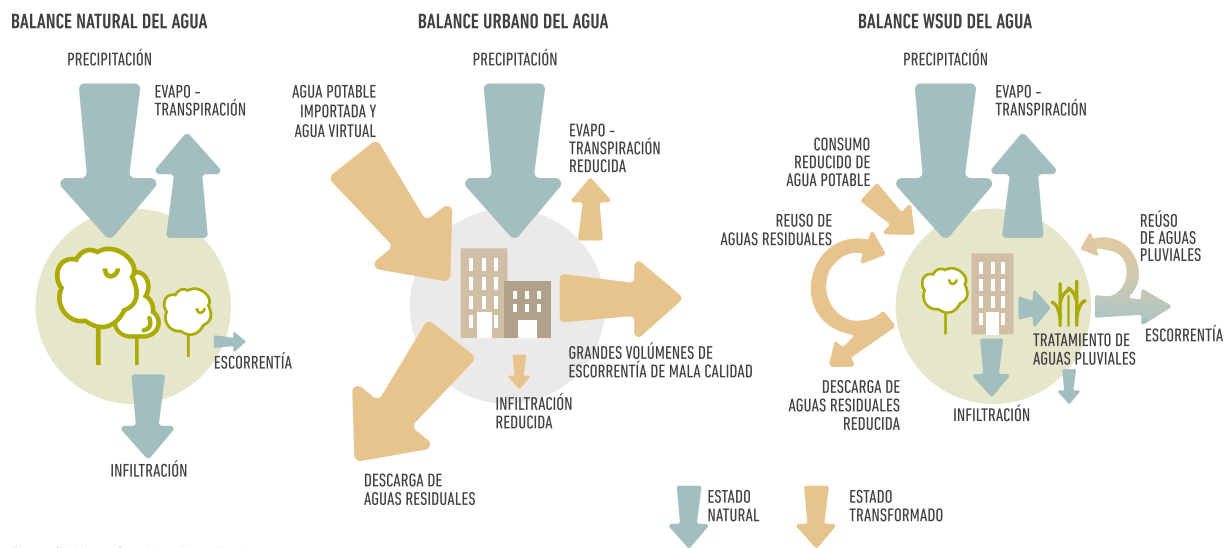 BALANCE NATURAL DEL AGUA
PRECIPITACIÓN
EVAPO -
TRANSPIRACIÓN
ESCORRENTÍA
INFILTRACIÓN
BALANCE URBANO DEL AGUA
PRECIPITACIÓN
AGUA POTABLE
IMPORTADA Y
AGUA VIRTUAL
EVAPO -
TRANSPIRACIÓN
REDUCIDA
GRANDES VOLÚMENES DE
ESCORRENTÍA DE MALA CALIDAD
INFILTRACIÓN
REDUCIDA
DESCARGA DE
AGUAS RESIDUALES
BALANCE WSUD DEL AGUA
PRECIPITACIÓN
EVAPO -
TRANSPIRACIÓN
CONSUMO
REDUCIDO DE
AGUA POTABLE
REUSO DE
AGUAS RESIDUALES
REÚSO
DE AGUAS
PLUVIALES
ESCORRENTÍA
TRATAMIENTO DE
AGUAS PLUVIALES
DESCARGA DE
AGUAS RESIDUALES
REDUCIDA
INFILTRACIÓN
ESTADO
NATURAL
ESTADO
TRANSFORMADO